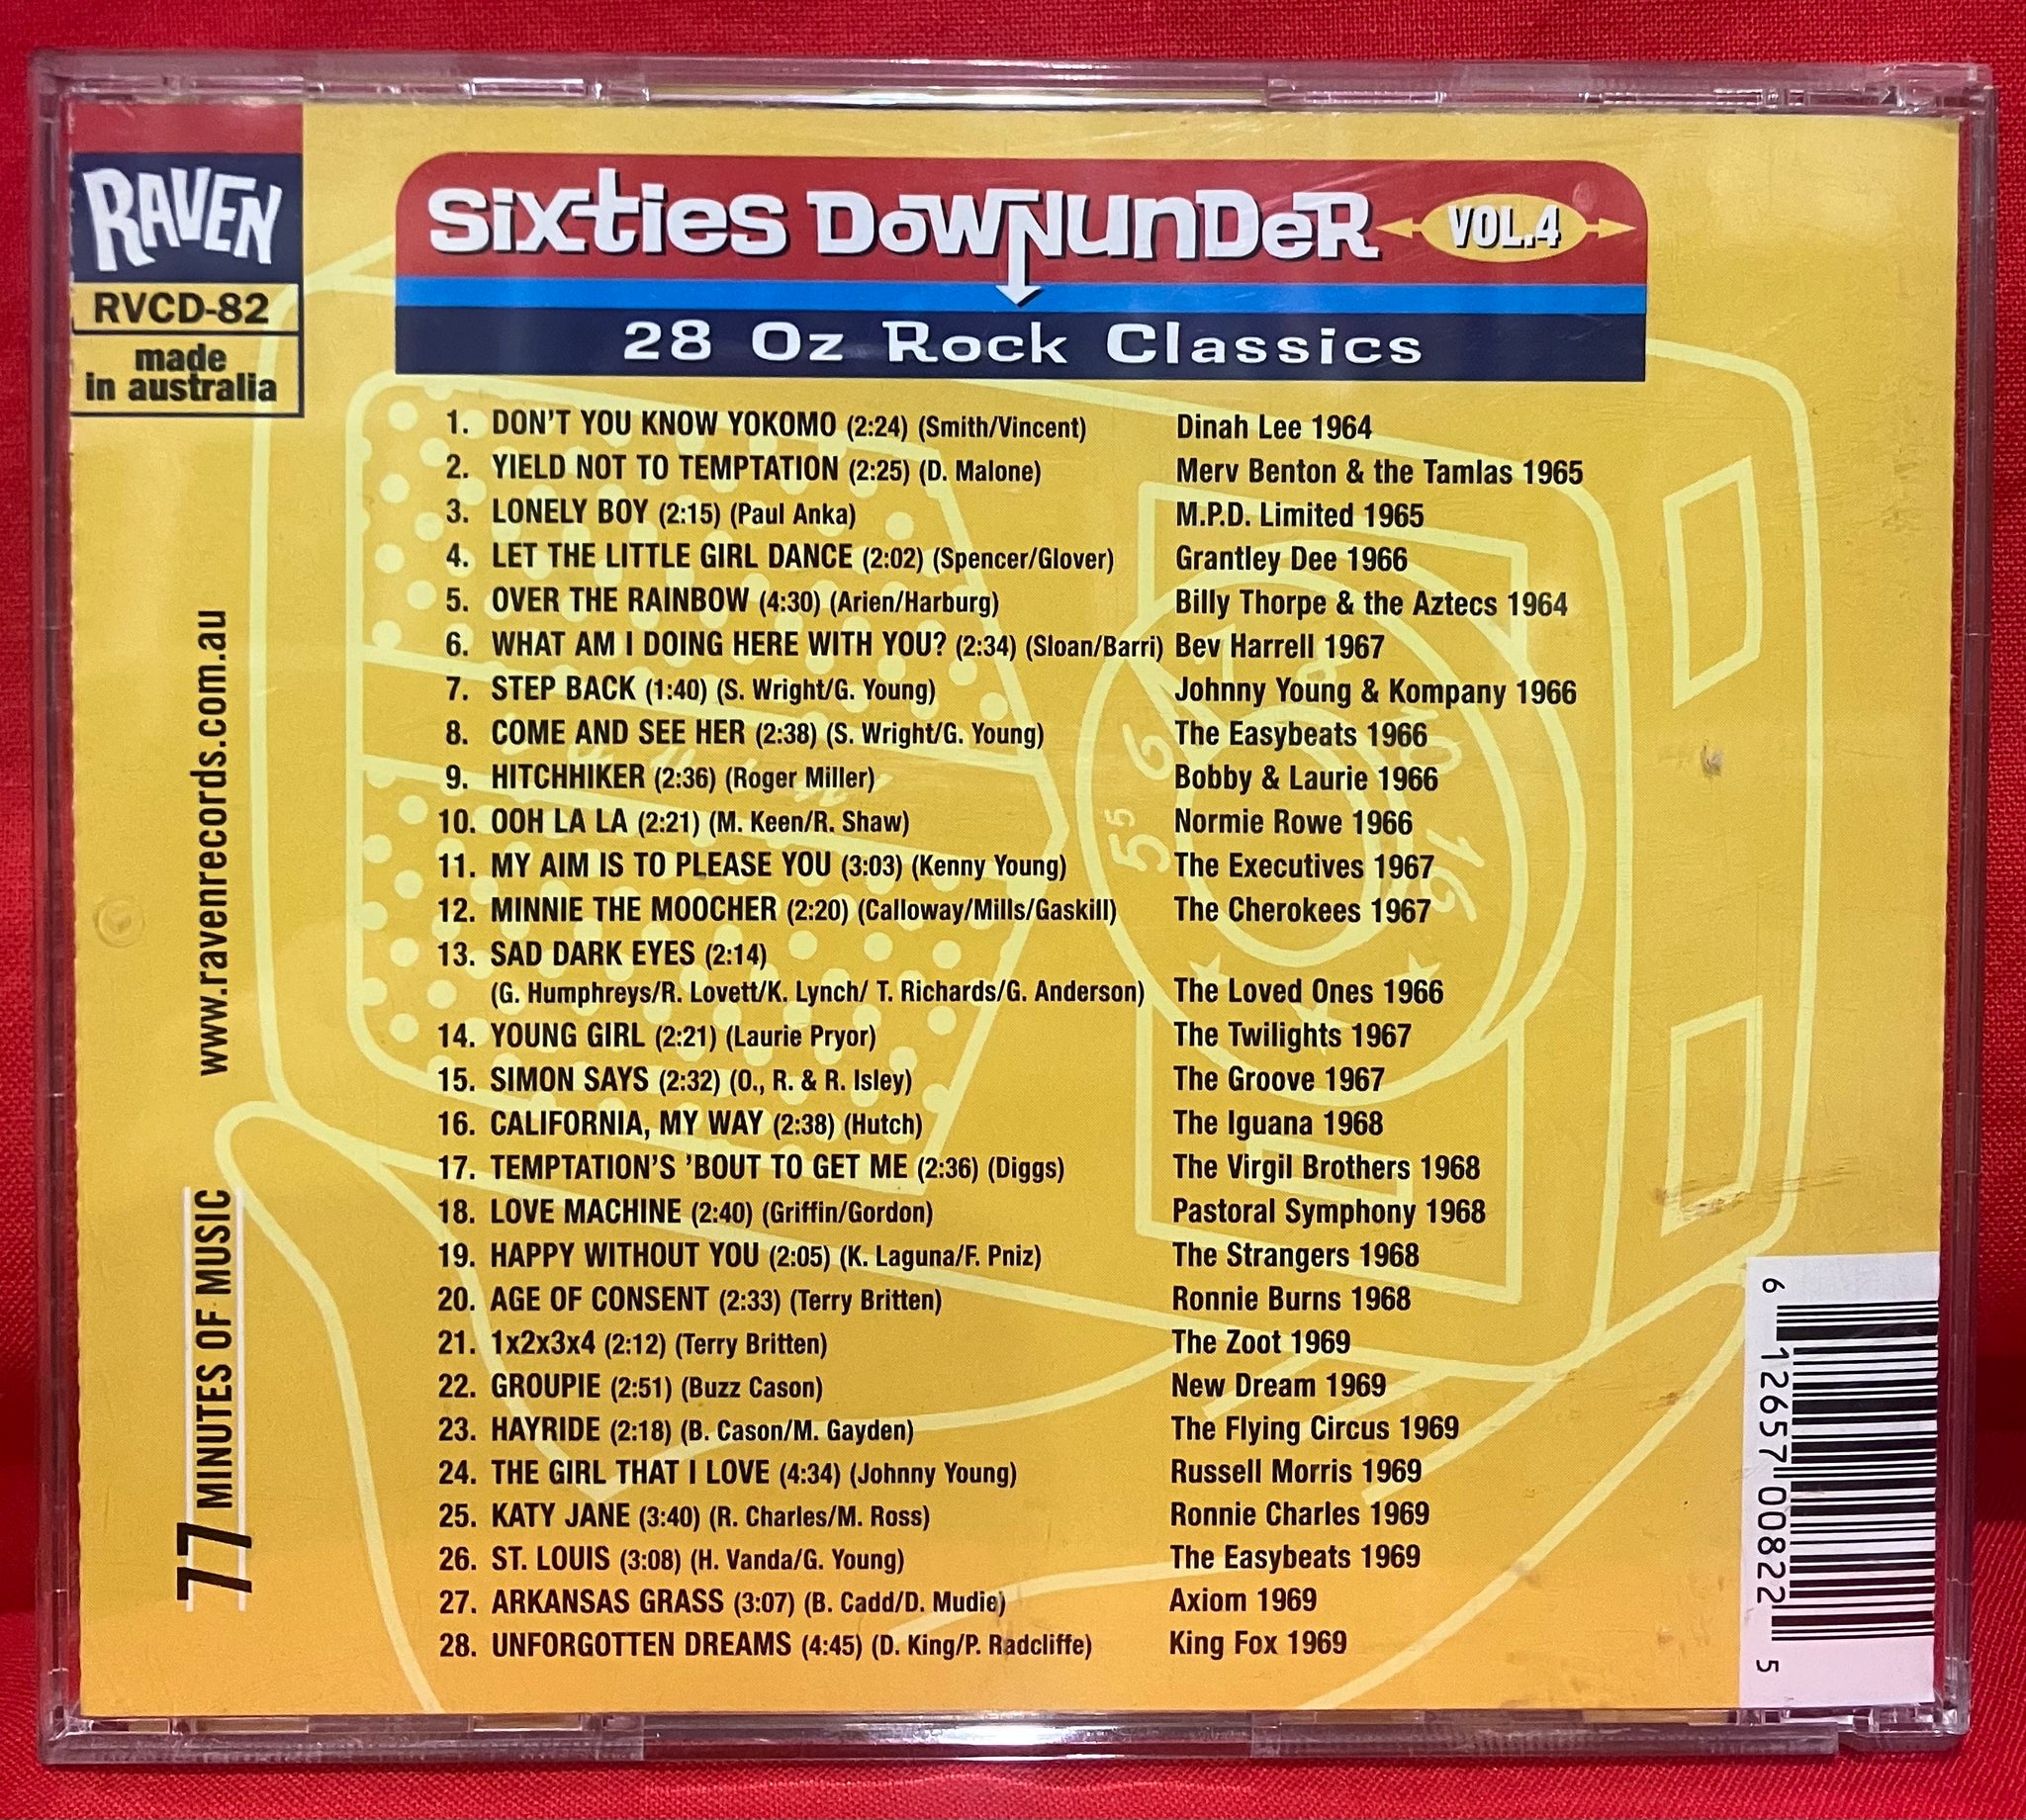 RAVEN
RVCD-82
made
in australia
www.ravenrecords.com.au
77 MINUTES OF MUSIC
Sixties Downunder VOL.4
28 Oz Rock Classics
1. DON'T YOU KNOW YOKOMO (2:24) (Smith/Vincent) Dinah Lee 1964
2. YIELD NOT TO TEMPTATION (2:25) (D. Malone) Merv Benton & the Tamlas 1965
3. LONELY BOY (2:15) (Paul Anka) M.P.D. Limited 1965
4. LET THE LITTLE GIRL DANCE (2:02) (Spencer/Glover) Grantley Dee 1966
5. OVER THE RAINBOW (4:30) (Arien/Harburg) Billy Thorpe & the Aztecs 1964
6. WHAT AM I DOING HERE WITH YOU? (2:34) (Sloan/Barri) Bev Harrell 1967
7. STEP BACK (1:40) (S. Wright/G. Young) Johnny Young & Kompany 1966
8. COME AND SEE HER (2:38) (S. Wright/G. Young) The Easybeats 1966
9. HITCHHIKER (2:36) (Roger Miller) Bobby & Laurie 1966
10. OOH LA LA (2:21) (M. Keen/R. Shaw) Normie Rowe 1966
11. MY AIM IS TO PLEASE YOU (3:03) (Kenny Young) The Executives 1967
12. MINNIE THE MOOCHER (2:20) (Calloway/Mills/Gaskill) The Cherokees 1967
13. SAD DARK EYES (2:14)
(G. Humphreys/R. Lovett/K. Lynch/ T. Richards/G. Anderson) The Loved Ones 1966
14. YOUNG GIRL (2:21) (Laurie Pryor) The Twilights 1967
15. SIMON SAYS (2:32) (O., R. & R. Isley) The Groove 1967
16. CALIFORNIA, MY WAY (2:38) (Hutch) The Iguana 1968
17. TEMPTATION'S 'BOUT TO GET ME (2:36) (Diggs) The Virgil Brothers 1968
18. LOVE MACHINE (2:40) (Griffin/Gordon) Pastoral Symphony 1968
19. HAPPY WITHOUT YOU (2:05) (K. Laguna/F. Pniz) The Strangers 1968
20. AGE OF CONSENT (2:33) (Terry Britten) Ronnie Burns 1968
21. 1x2x3x4 (2:12) (Terry Britten) The Zoot 1969
22. GROUPIE (2:51) (Buzz Cason) New Dream 1969
23. HAYRIDE (2:18) (B. Cason/M. Gayden) The Flying Circus 1969
24. THE GIRL THAT I LOVE (4:34) (Johnny Young) Russell Morris 1969
25. KATY JANE (3:40) (R. Charles/M. Ross) Ronnie Charles 1969
26. ST. LOUIS (3:08) (H. Vanda/G. Young) The Easybeats 1969
27. ARKANSAS GRASS (3:07) (B. Cadd/D. Mudie) Axiom 1969
28. UNFORGOTTEN DREAMS (4:45) (D. King/P. Radcliffe) King Fox 1969
6 12657 00822 5